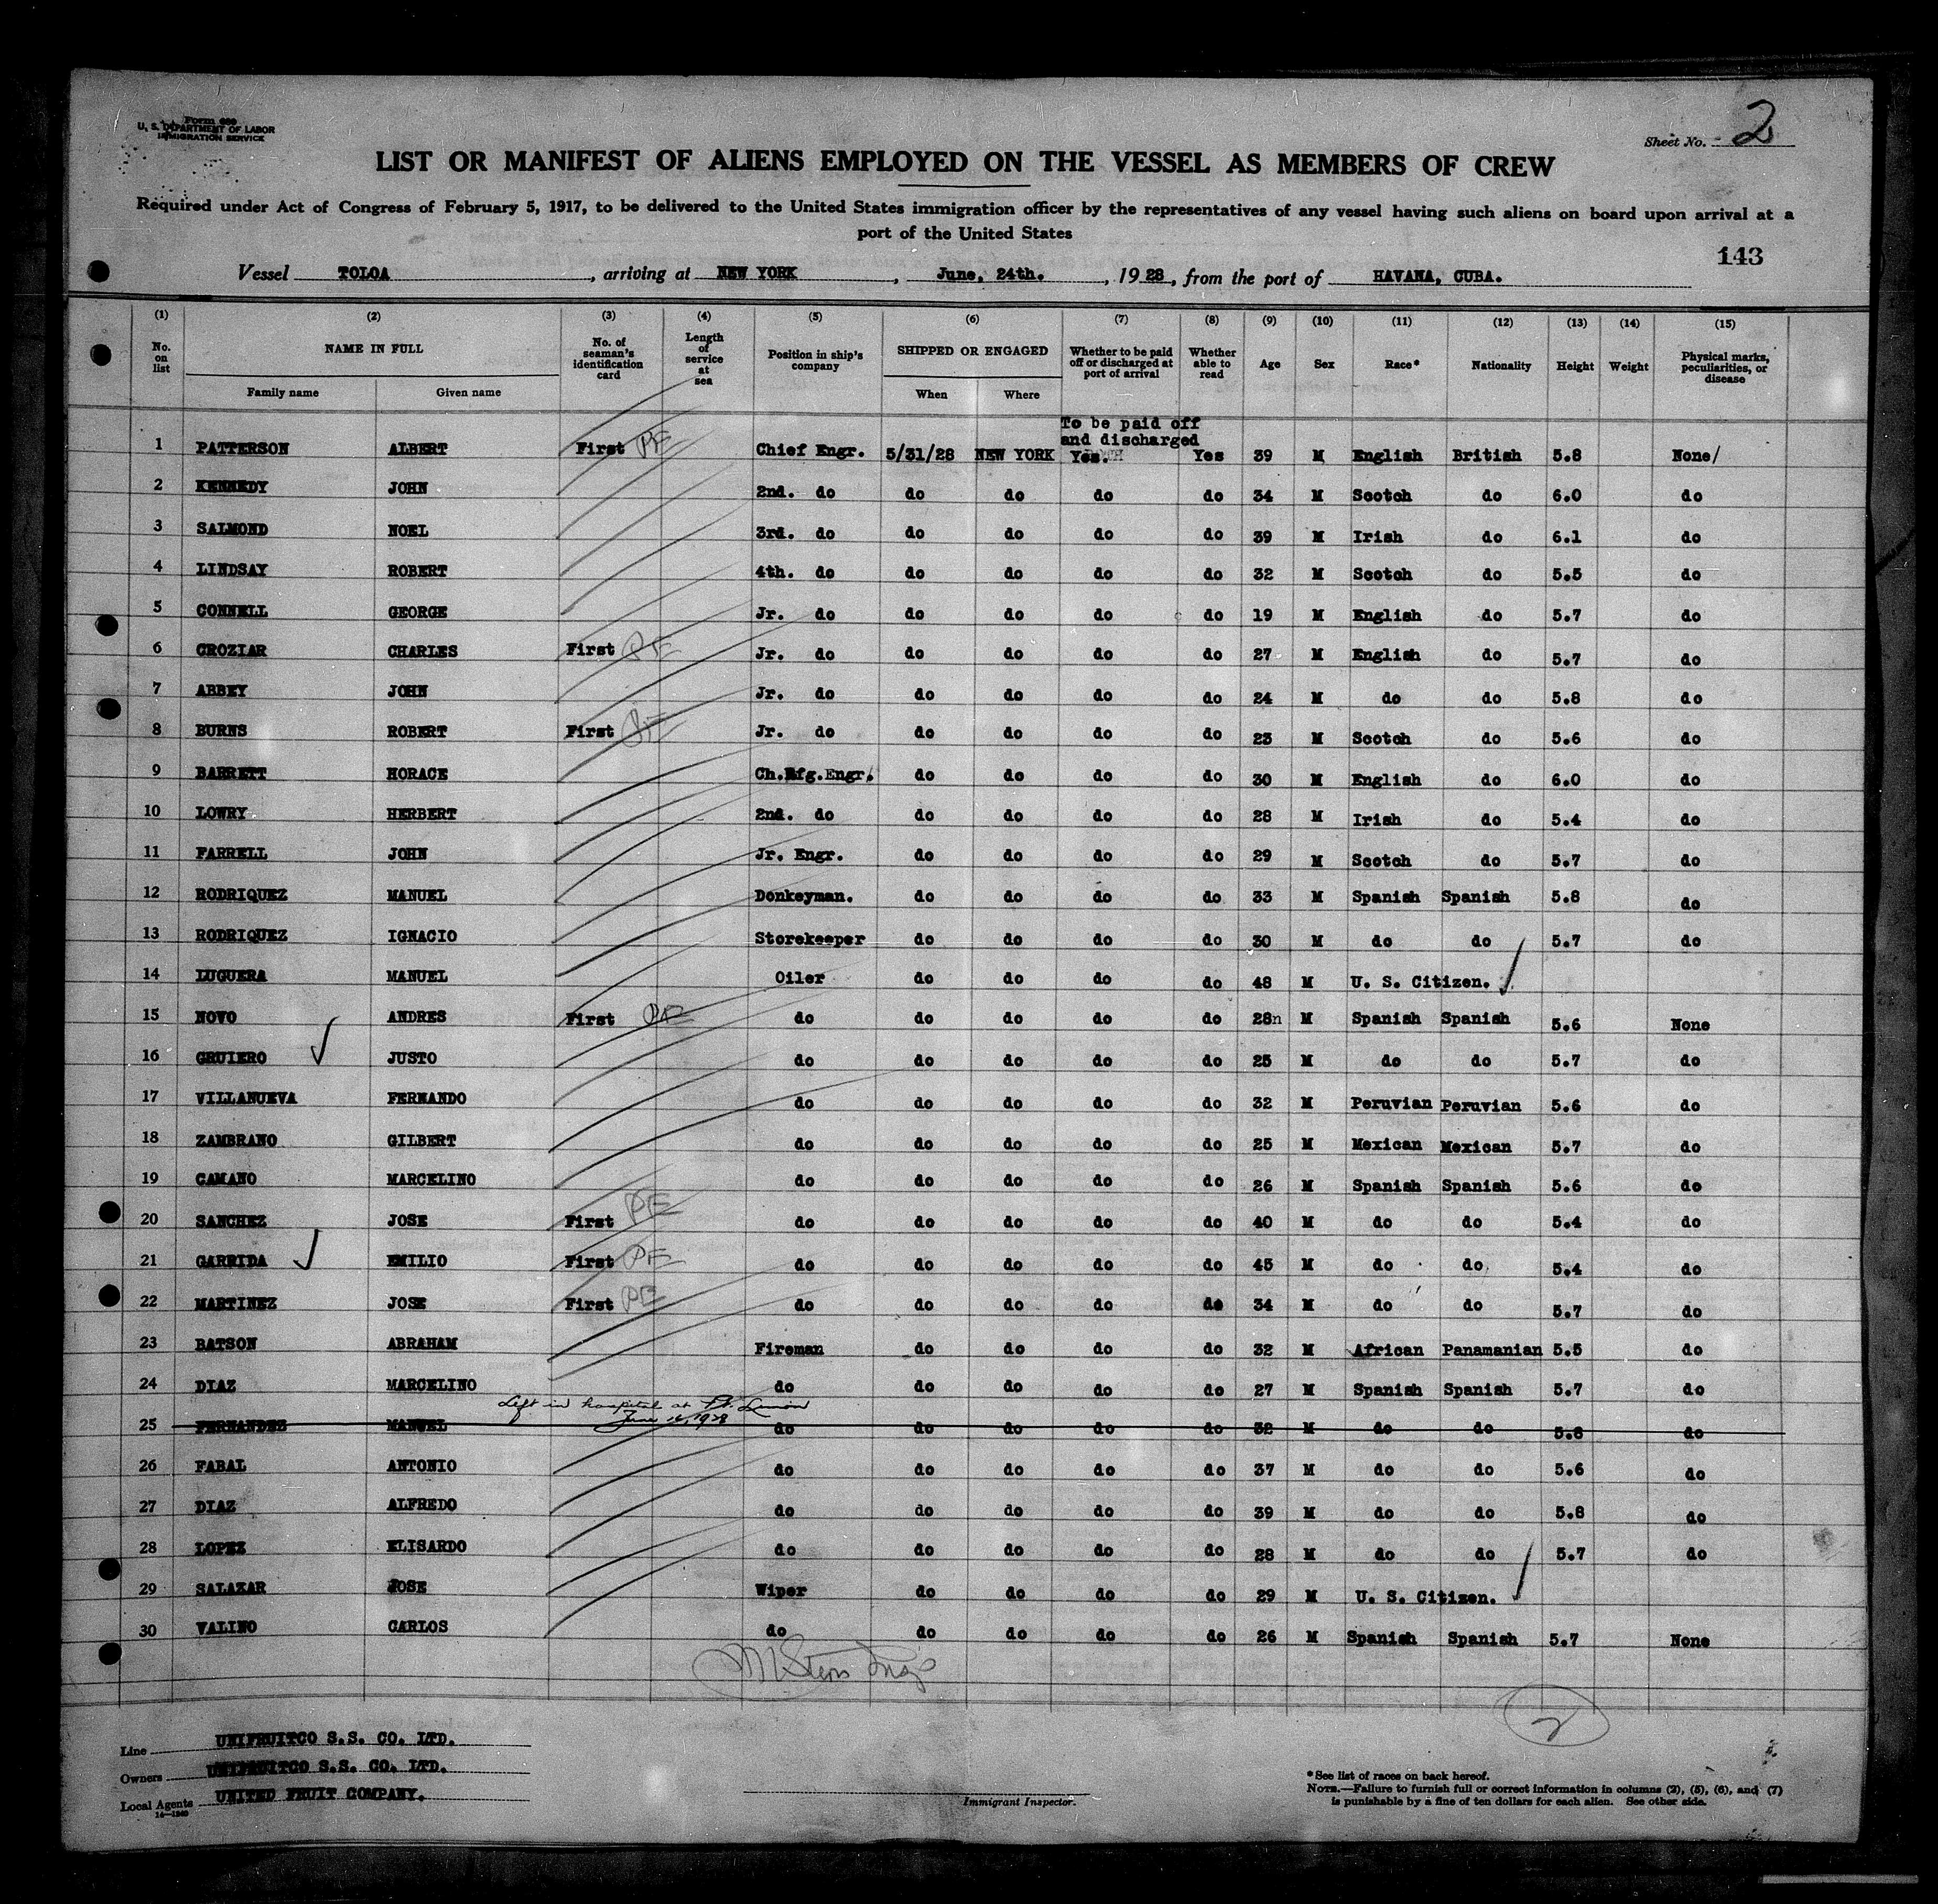 Form 689
U. S. DEPARTMENT OF LABOR
IMMIGRATION SERVICE
Sheet No. 2
LIST OR MANIFEST OF ALIENS EMPLOYED ON THE VESSEL AS MEMBERS OF CREW
Required under Act of Congress of February 5, 1917, to be delivered to the United States immigration officer by the representatives of any vessel having such aliens on board upon arrival at a
port of the United States
143
Vessel TOLOA, arriving at NEW YORK, June, 24th., 1928, from the port of HAVANA, CUBA.
(1) (2) (3) (4) (5) (6) (7) (8) (9) (10) (11) (12) (13) (14) (15)
No. on list NAME IN FULL No. of seaman's identification card Length of service at sea Position in ship's company SHIPPED OR ENGAGED Whether to be paid off or discharged at port of arrival Whether able to read Age Sex Race* Nationality Height Weight Physical marks, peculiarities, or disease
Family name Given name When Where
To be paid off
and discharged
1 PATTERSON ALBERT First PE Chief Engr. 5/31/28 NEW YORK Yes. Yes 39 M English British 5.8 None/
2 KENNEDY JOHN 2nd. do do do do do 34 M Scotch do 6.0 do
3 SALMOND NOEL 3rd. do do do do do 39 M Irish do 6.1 do
4 LINDSAY ROBERT 4th. do do do do do 32 M Scotch do 5.5 do
5 CONNELL GEORGE Jr. do do do do do 19 M English do 5.7 do
6 CROZIAR CHARLES First PE Jr. do do do do do 27 M English do 5.7 do
7 ABBEY JOHN Jr. do do do do do 24 M do do 5.8 do
8 BURNS ROBERT First PE Jr. do do do do do 23 M Scotch do 5.6 do
9 BARRETT HORACE Ch.Rfg.Engr. do do do do 30 M English do 6.0 do
10 LOWRY HERBERT 2nd. do do do do do 28 M Irish do 5.4 do
11 FARRELL JOHN Jr. Engr. do do do do 29 M Scotch do 5.7 do
12 RODRIQUEZ MANUEL Donkeyman. do do do do 33 M Spanish Spanish 5.8 do
13 RODRIQUEZ IGNACIO Storekeeper do do do do 30 M do do 5.7 do
14 LUGUERA MANUEL Oiler do do do do 48 M U. S. Citizen. ✓
15 NOVO ANDRES First PE do do do do do 28n M Spanish Spanish 5.6 None
16 GRUIERO ✓ JUSTO do do do do do 25 M do do 5.7 do
17 VILLANUEVA FERNANDO do do do do do 32 M Peruvian Peruvian 5.6 do
18 ZAMBRANO GILBERT do do do do do 25 M Mexican Mexican 5.7 do
19 CAMANO MARCELINO do do do do do 26 M Spanish Spanish 5.6 do
20 SANCHEZ JOSE First PE do do do do do 40 M do do 5.4 do
21 GARRIDA ✓ EMILIO First PE do do do do do 45 M do do 5.4 do
22 MARTINEZ JOSE First PE do do do do do 34 M do do 5.7 do
23 BATSON ABRAHAM Fireman do do do do 32 M African Panamanian 5.5 do
24 DIAZ MARCELINO do do do do do 27 M Spanish Spanish 5.7 do
Left in hospital at Pt. Limon
June 16, 1928
25 FERNANDEZ MANUEL do do do do do 32 M do do 5.8 do
26 FABAL ANTONIO do do do do do 37 M do do 5.6 do
27 DIAZ ALFREDO do do do do do 39 M do do 5.8 do
28 LOPEZ ELISARDO do do do do do 28 M do do 5.7 do
29 SALAZAR JOSE Wiper do do do do 29 M U. S. Citizen. ✓
30 VALINO CARLOS do do do do do 26 M Spanish Spanish 5.7 None
2
Line UNIFRUITCO S.S. CO. LTD.
Owners UNIFRUITCO S.S. CO. LTD.
Local Agents UNITED FRUIT COMPANY.
14—1240
Immigrant Inspector.
*See list of races on back hereof.
NOTE.—Failure to furnish full or correct information in columns (2), (5), (6), and (7)
is punishable by a fine of ten dollars for each alien. See other side.